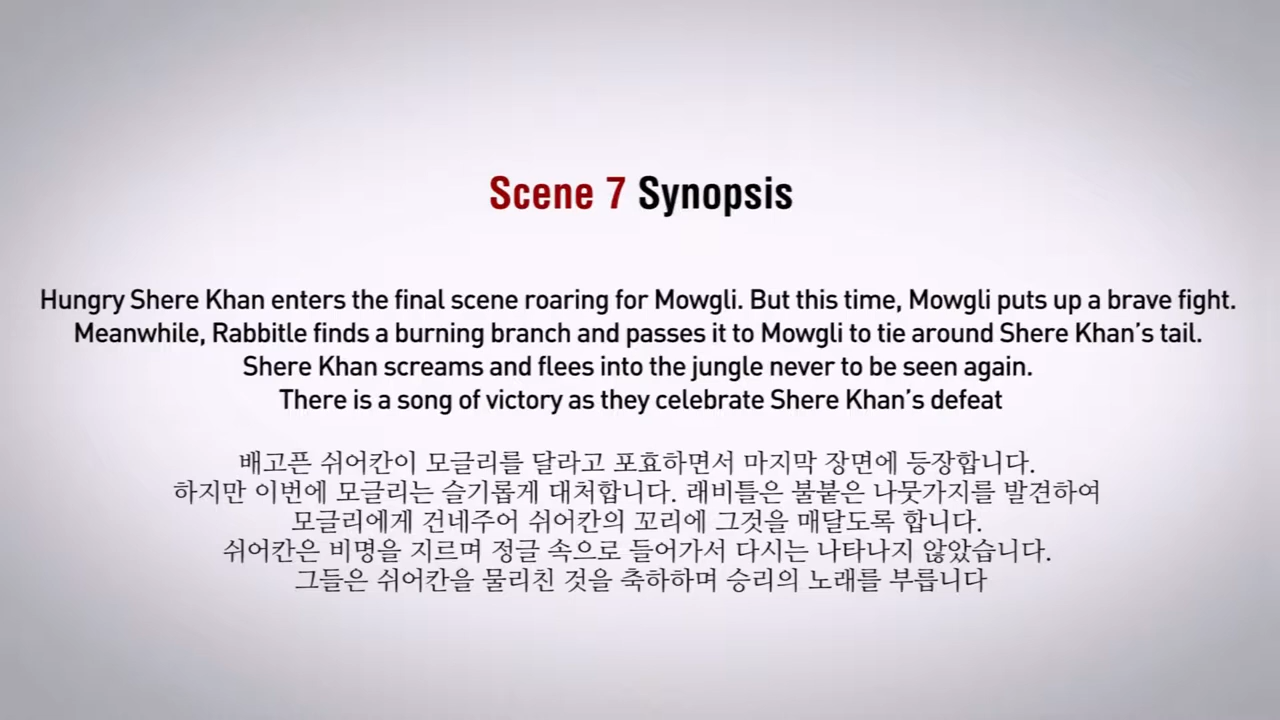 Scene 7 Synopsis
Hungry Shere Khan enters the final scene roaring for Mowgli. But this time, Mowgli puts up a brave fight.
Meanwhile, Rabbitle finds a burning branch and passes it to Mowgli to tie around Shere Khan's tail.
Shere Khan screams and flees into the jungle never to be seen again.
There is a song of victory as they celebrate Shere Khan's defeat
배고픈 쉬어칸이 모글리를 달라고 포효하면서 마지막 장면에 등장합니다.
하지만 이번에 모글리는 슬기롭게 대처합니다. 래비틀은 불붙은 나뭇가지를 발견하여
모글리에게 건네주어 쉬어칸의 꼬리에 그것을 매달도록 합니다.
쉬어칸은 비명을 지르며 정글 속으로 들어가서 다시는 나타나지 않았습니다.
그들은 쉬어칸을 물리친 것을 축하하며 승리의 노래를 부릅니다